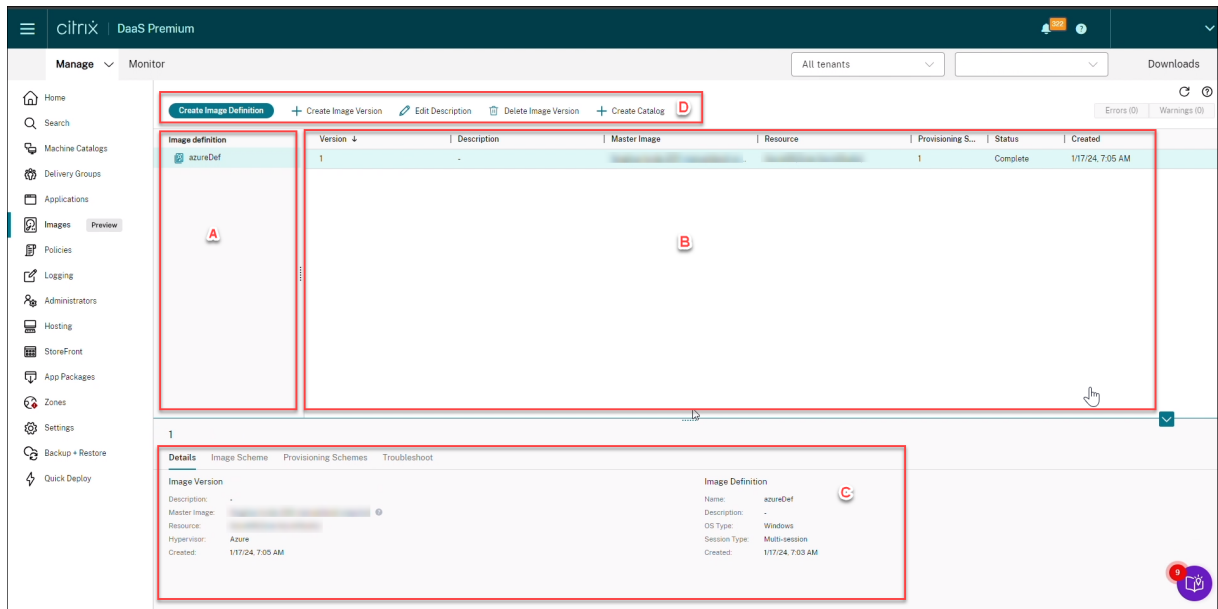 citrix DaaS Premium 322
Manage Monitor All tenants Downloads
Home
Search
Machine Catalogs
Delivery Groups
Applications
Images Preview
Policies
Logging
Administrators
Hosting
StoreFront
App Packages
Zones
Settings
Backup + Restore
Quick Deploy
Create Image Definition Create Image Version Edit Description Delete Image Version Create Catalog D Errors (0) Warnings (0)
Image definition
azureDef
A
Version Description Master Image Resource Provisioning S... Status Created
1 - 1 Complete 1/17/24, 7:05 AM
B
1
Details Image Scheme Provisioning Schemes Troubleshoot
Image Version
Description: -
Master Image:
Resource:
Hypervisor: Azure
Created: 1/17/24, 7:05 AM
Image Definition
Name: azureDef
Description: -
OS Type: Windows
Session Type: Multi-session
Created: 1/17/24, 7:03 AM
C
9